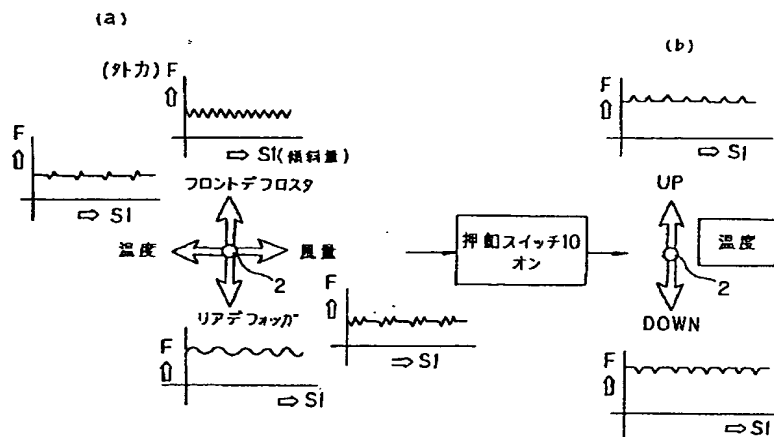 (a)
(外力) F
⇧
⇨ S1(傾斜量)
F
⇧
⇨ S1
フロントデフロスタ
温度
風量
2
リアデフォッガ
F
⇧
⇨ S1
F
⇧
⇨ S1
押釦スイッチ10
オン
(b)
F
⇧
⇨ S1
UP
温度
2
DOWN
F
⇧
⇨ S1